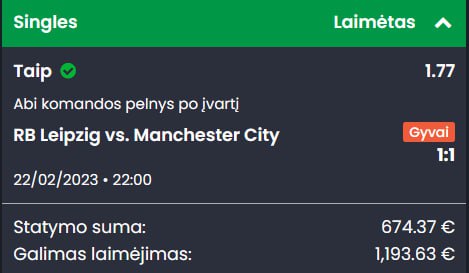 Singles Laimėtas
Taip 1.77
Abi komandos pelnys po įvartį
RB Leipzig vs. Manchester City Gyvai
1:1
22/02/2023 • 22:00
Statymo suma: 674.37 €
Galimas laimėjimas: 1,193.63 €